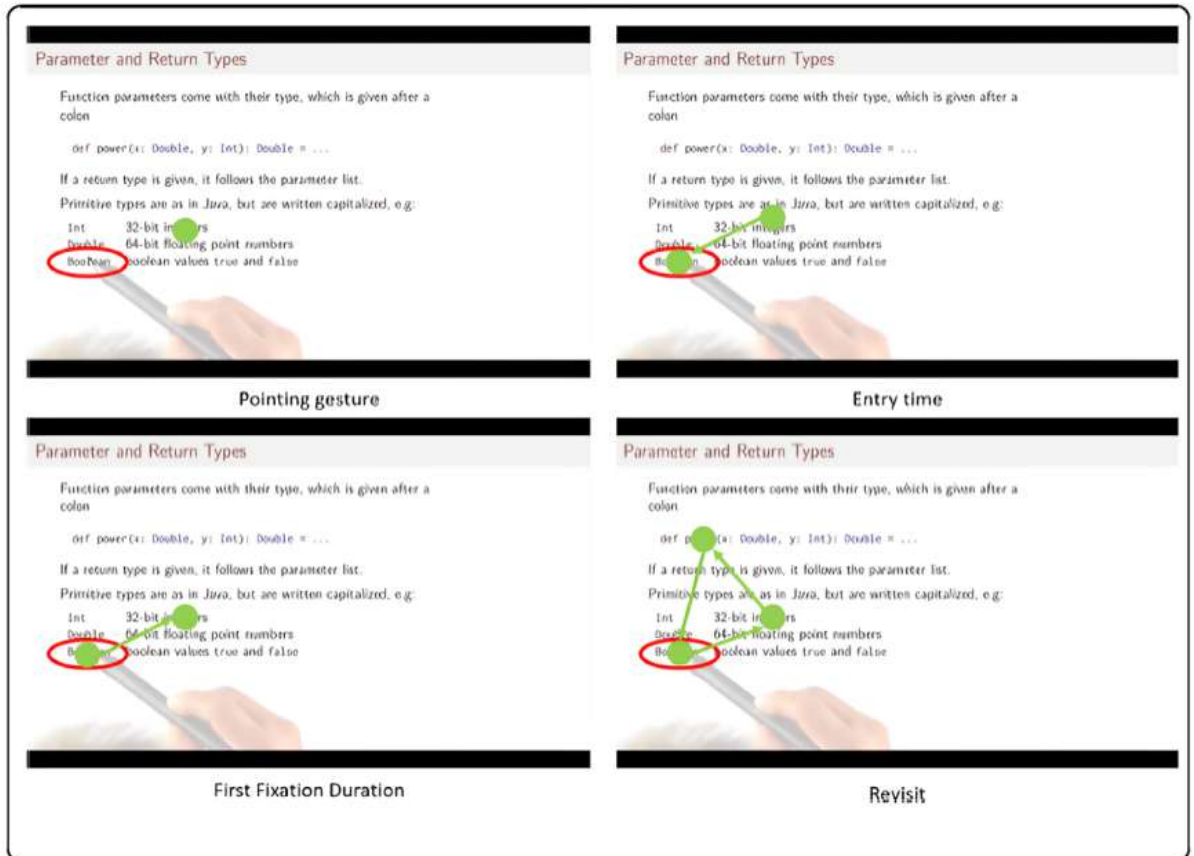 Parameter and Return Types
Function parameters come with their type, which is given after a
colon
def power(x: Double, y: Int): Double = ...
If a return type is given, it follows the parameter list.
Primitive types are as in Java, but are written capitalized, e.g:
Int 32-bit
Double 64-bit floating point numbers
Boolean boolean values true and false
Pointing gesture
Parameter and Return Types
Function parameters come with their type, which is given after a
colon
def power(x: Double, y: Int): Double = ...
If a return type is given, it follows the parameter list.
Primitive types are as in Java, but are written capitalized, e.g:
Int 32-bit integers
Double 64-bit floating point numbers
boolean values true and false
Entry time
Parameter and Return Types
Function parameters come with their type, which is given after a
colon
def power(x: Double, y: Int): Double = ...
If a return type is given, it follows the parameter list.
Primitive types are as in Java, but are written capitalized, e.g:
Int 32-bit
Double 64-bit floating point numbers
boolean values true and false
First Fixation Duration
Parameter and Return Types
Function parameters come with their type, which is given after a
colon
def (x: Double, y: Int): Double = ...
If a return type is given, it follows the parameter list.
Primitive types are as in Java, but are written capitalized, e.g:
Int 32-bit
Double 64-bit floating point numbers
boolean values true and false
Revisit